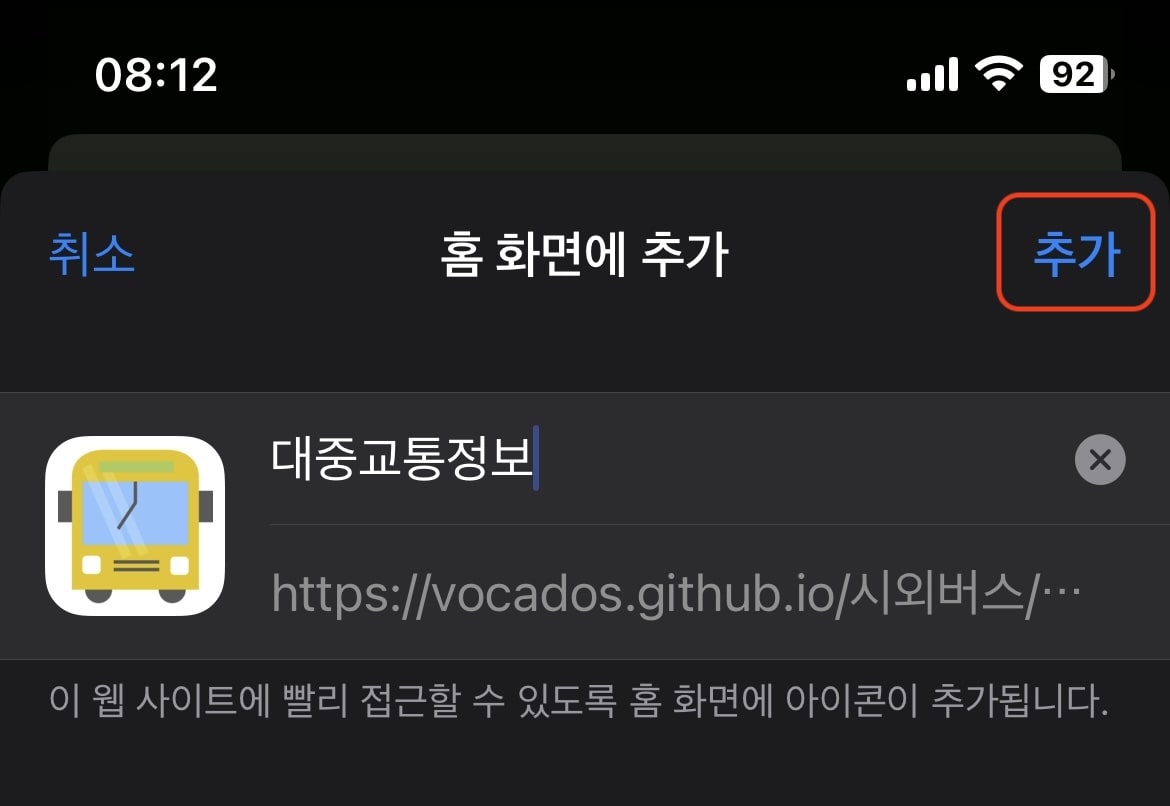 08:12 92
취소 홈 화면에 추가 추가
대중교통정보
https://vocados.github.io/시외버스/…
이 웹 사이트에 빨리 접근할 수 있도록 홈 화면에 아이콘이 추가됩니다.